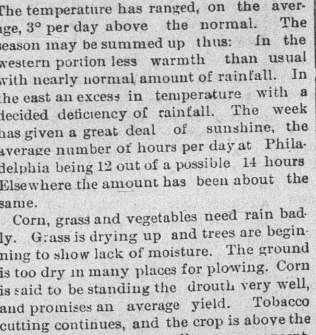 The temperature has ranged, on the aver-
age, 3° per day above the normal. The
season may be summed up thus: In the
western portion less warmth than usual
with nearly normal amount of rainfall. In
the east an excess in temperature with a
decided deficiency of rainfall. The week
has given a great deal of sunshine, the
average number of hours per day at Phila-
delphia being 12 out of a possible 14 hours
Elsewhere the amount has been about the
same.
Corn, grass and vegetables need rain bad-
ly. Grass is drying up and trees are begin-
ning to show lack of moisture. The ground
is too dry in many places for plowing. Corn
is said to be standing the drouth very well,
and promises an average yield. Tobacco
cutting continues, and the crop is above the